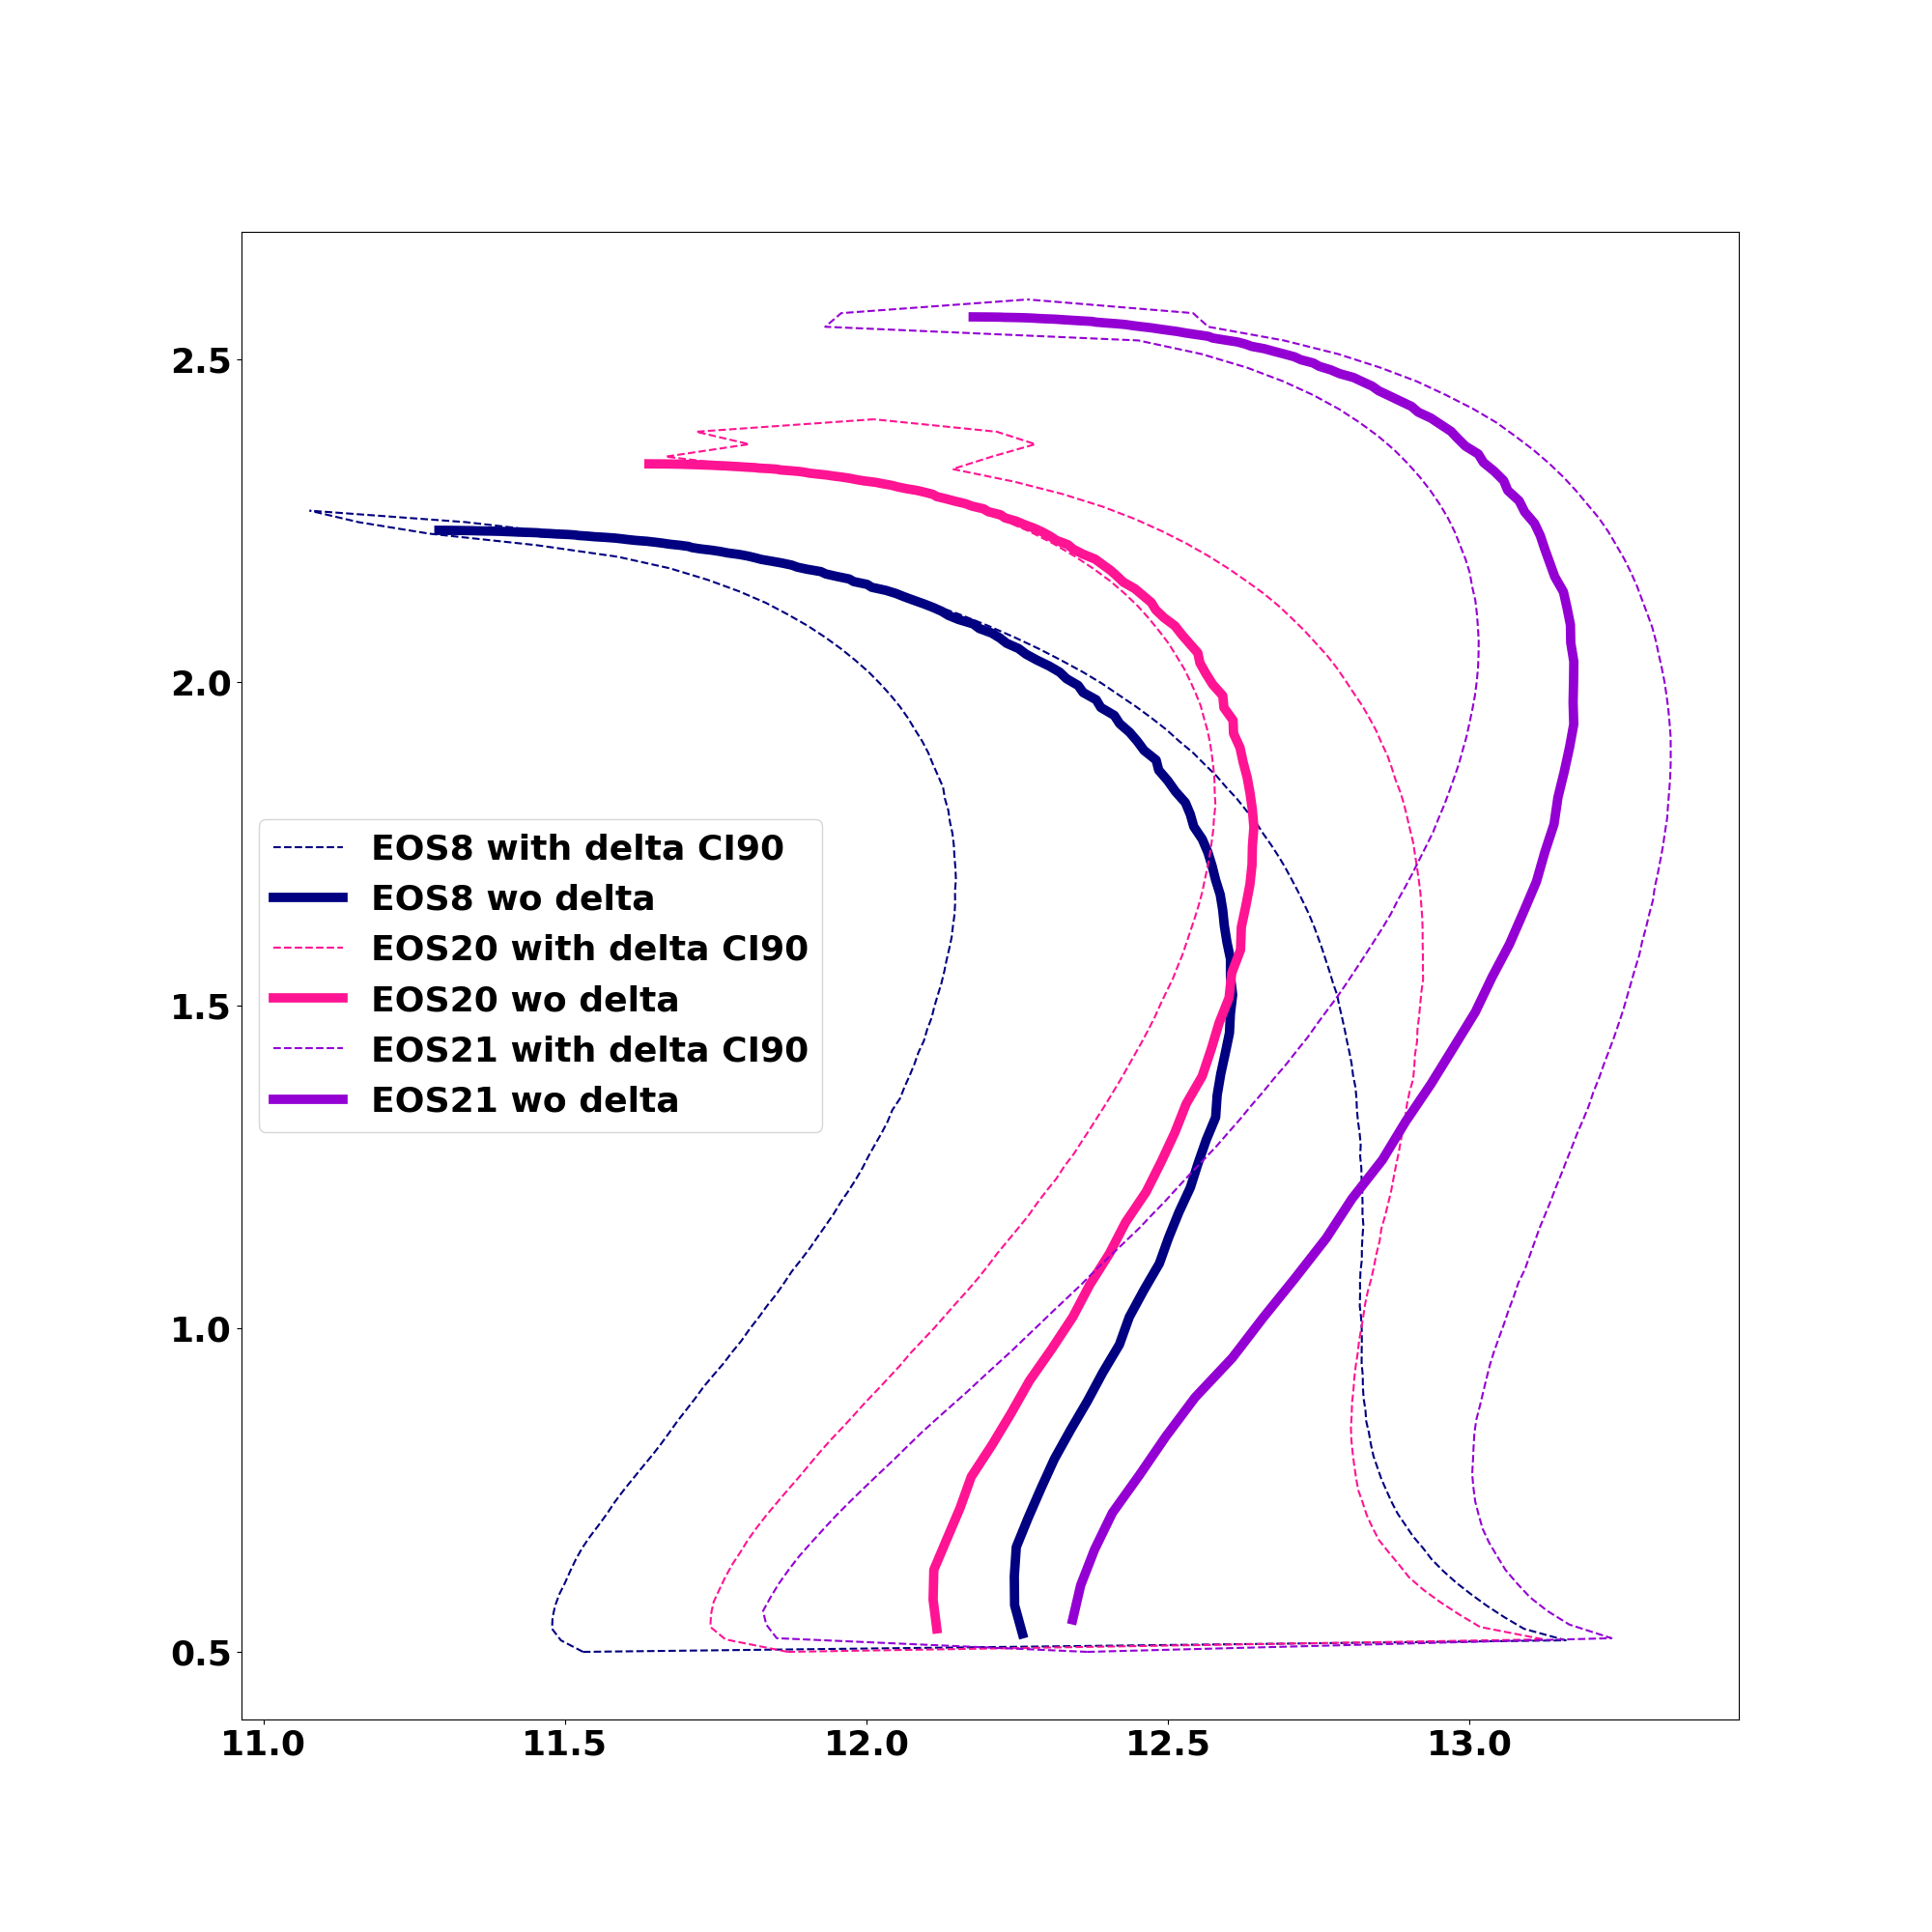 2.5
2.0
1.5
1.0
0.5
EOS8 with delta CI90
EOS8 wo delta
EOS20 with delta CI90
EOS20 wo delta
EOS21 with delta CI90
EOS21 wo delta
11.0 11.5 12.0 12.5 13.0